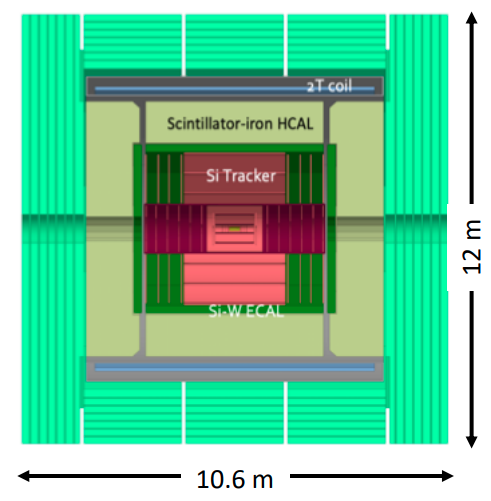 2T coil
Scintillator-iron HCAL
Si Tracker
Si-W ECAL
12 m
10.6 m